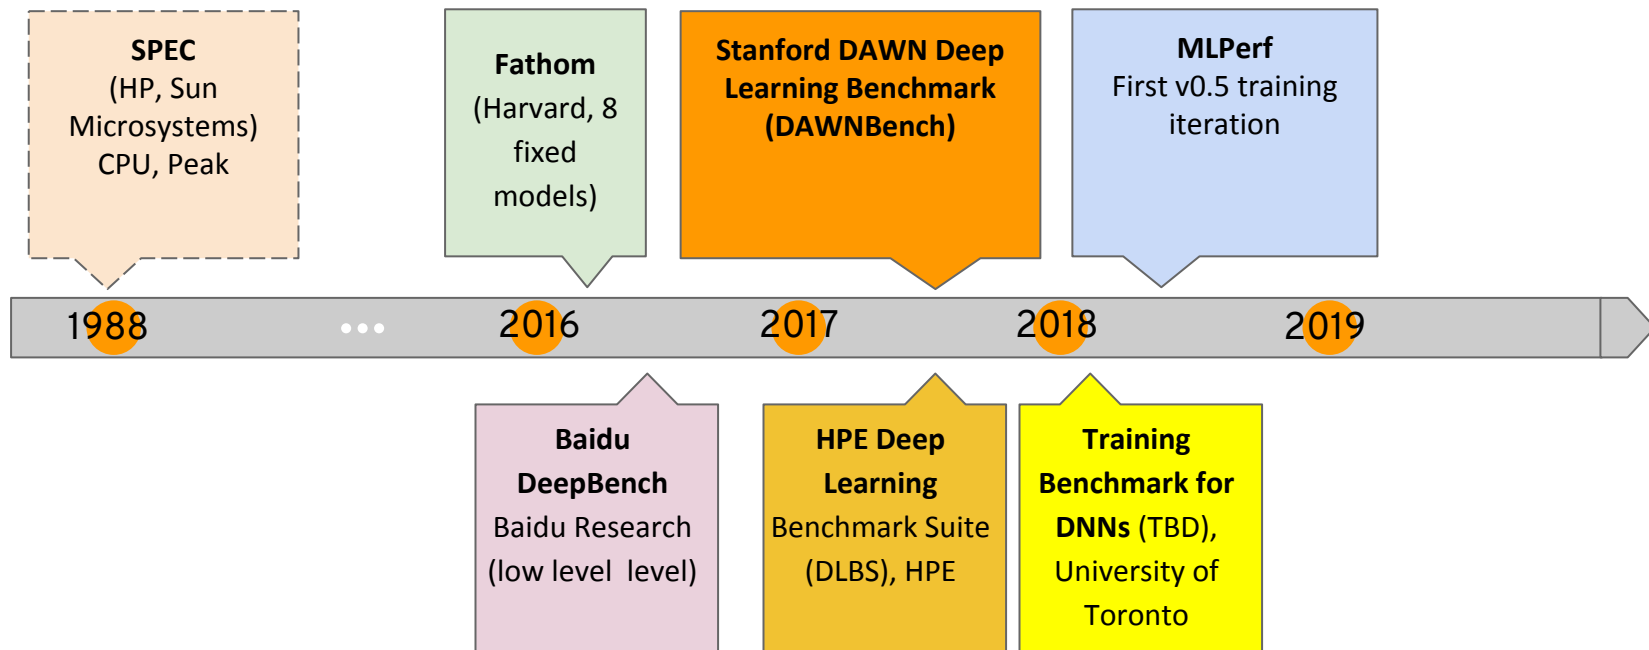 SPEC
(HP, Sun
Microsystems)
CPU, Peak
Fathom
(Harvard, 8
fixed
models)
Stanford DAWN Deep
Learning Benchmark
(DAWNBench)
MLPerf
First v0.5 training
iteration
1988
...
2016
2017
2018
2019
Baidu
DeepBench
Baidu Research
(low level  level)
HPE Deep
Learning
Benchmark Suite
(DLBS), HPE
Training
Benchmark for
DNNs (TBD),
University of
Toronto